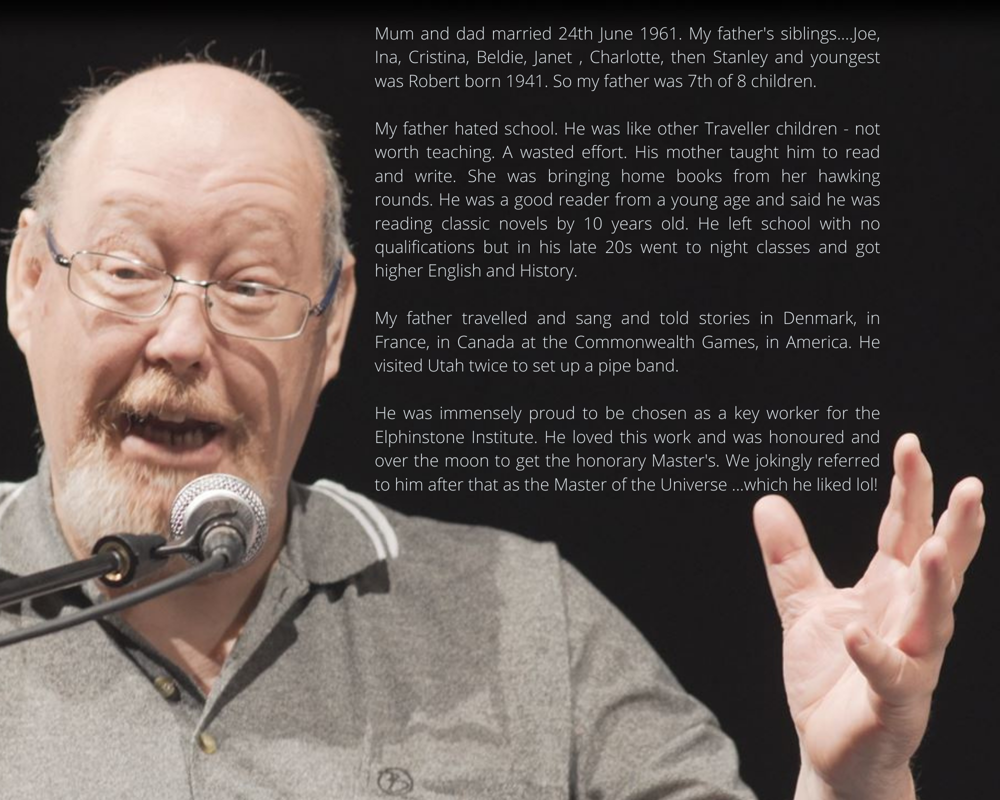 Mum and dad married 24th June 1961. My father's siblings....Joe,
Ina, Cristina, Beldie, Janet , Charlotte, then Stanley and youngest
was Robert born 1941. So my father was 7th of 8 children.
My father hated school. He was like other Traveller children - not
worth teaching. A wasted effort. His mother taught him to read
and write. She was bringing home books from her hawking
rounds. He was a good reader from a young age and said he was
reading classic novels by 10 years old. He left school with no
qualifications but in his late 20s went to night classes and got
higher English and History.
My father travelled and sang and told stories in Denmark, in
France, in Canada at the Commonwealth Games, in America. He
visited Utah twice to set up a pipe band.
He was immensely proud to be chosen as a key worker for the
Elphinstone Institute. He loved this work and was honoured and
over the moon to get the honorary Master's. We jokingly referred
to him after that as the Master of the Universe ...which he liked lol!